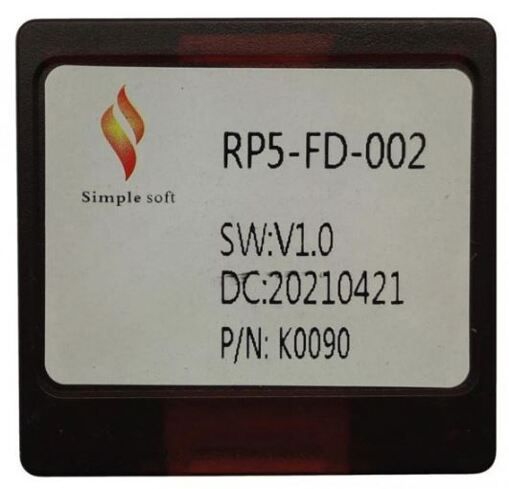 Simple soft
RP5-FD-002
SW:V1.0
DC:20210421
P/N: K0090